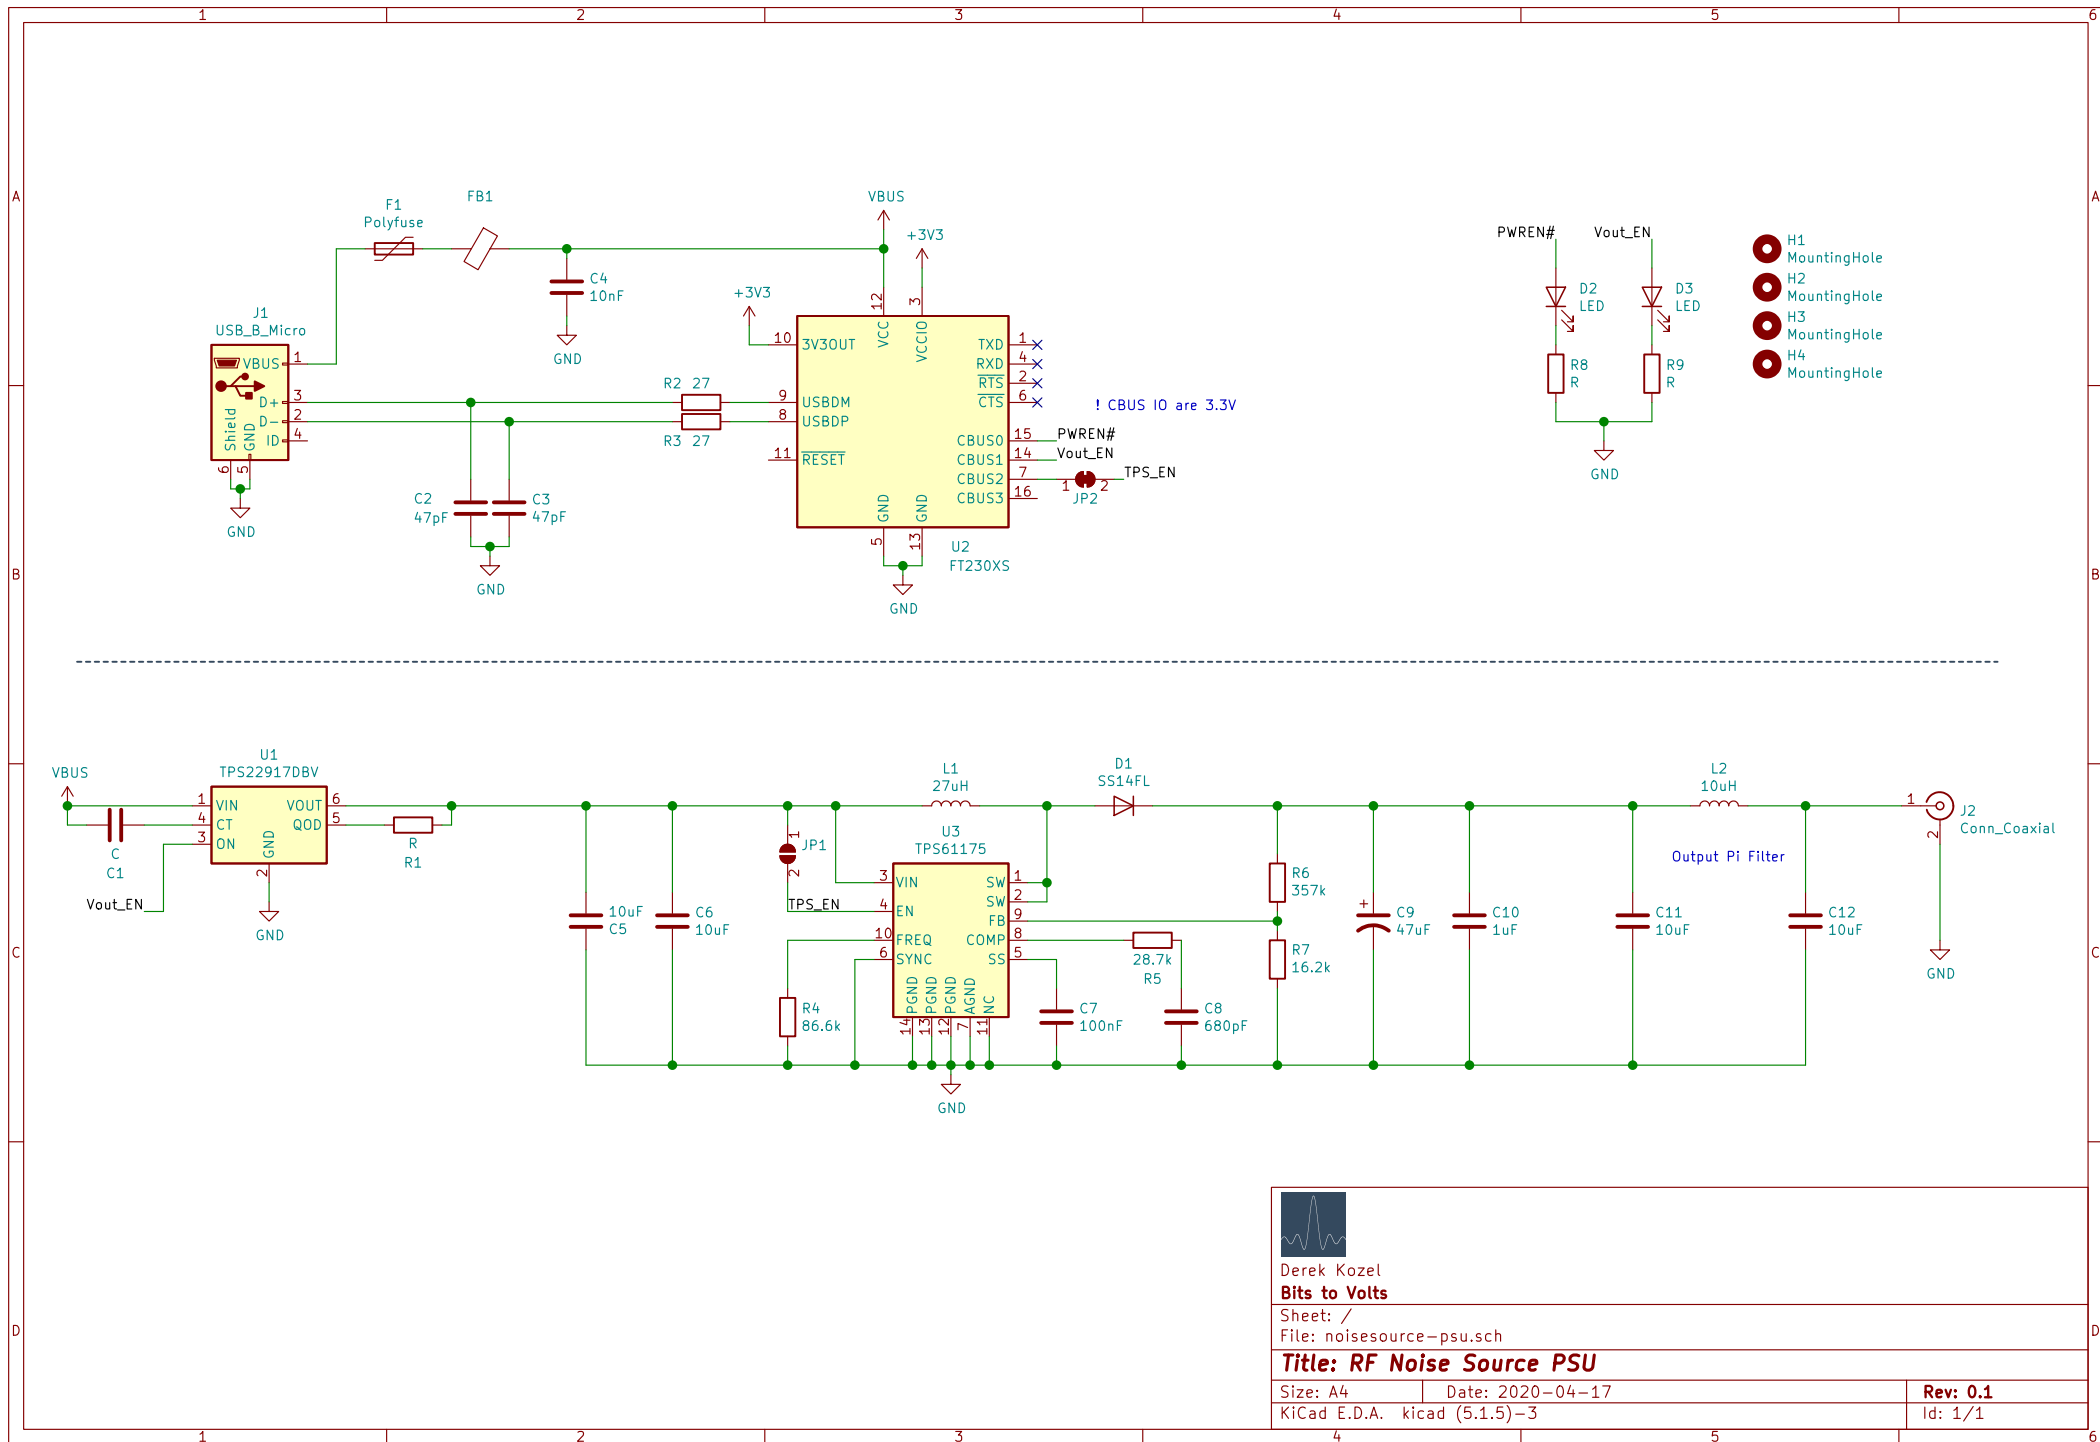 1 2 3 4 5 6
A A
F1
Polyfuse
FB1
VBUS
+3V3
C4
10nF
GND
+3V3
J1
USB_B_Micro
VBUS 1
D+ 3
D- 2
ID 4
Shield
GND
6 5
GND
R2 27
R3 27
C2
47pF
C3
47pF
GND
12 3
VCC
VCCIO
10 3V3OUT
9 USBDM
8 USBDP
11 RESET
TXD 1
RXD 4
RTS 2
CTS 6
CBUS0 15 PWREN#
CBUS1 14 Vout_EN
CBUS2 7
CBUS3 16
1 2 TPS_EN
JP2
! CBUS IO are 3.3V
GND GND
5 13
U2
FT230XS
GND
PWREN# Vout_EN
D2
LED
D3
LED
R8
R
R9
R
GND
H1
MountingHole
H2
MountingHole
H3
MountingHole
H4
MountingHole
B B
VBUS
U1
TPS22917DBV
1 VIN VOUT 6
4 CT QOD 5
3 ON
GND
2
GND
C
C1
Vout_EN
R
R1
10uF
C5
C6
10uF
1
JP1
2
TPS_EN
L1
27uH
U3
TPS61175
3 VIN
4 EN
10 FREQ
6 SYNC
SW 1
SW 2
FB 9
COMP 8
SS 5
PGND PGND PGND AGND NC
14 13 12 7 11
R4
86.6k
GND
D1
SS14FL
28.7k
R5
C7
100nF
C8
680pF
R6
357k
R7
16.2k
+
C9
47uF
C10
1uF
C11
10uF
L2
10uH
Output Pi Filter
C12
10uF
1
2
J2
Conn_Coaxial
GND
C C
D D
Derek Kozel
Bits to Volts
Sheet: /
File: noisesource-psu.sch
Title: RF Noise Source PSU
Size: A4 Date: 2020-04-17 Rev: 0.1
KiCad E.D.A. kicad (5.1.5)-3 Id: 1/1
1 2 3 4 5 6